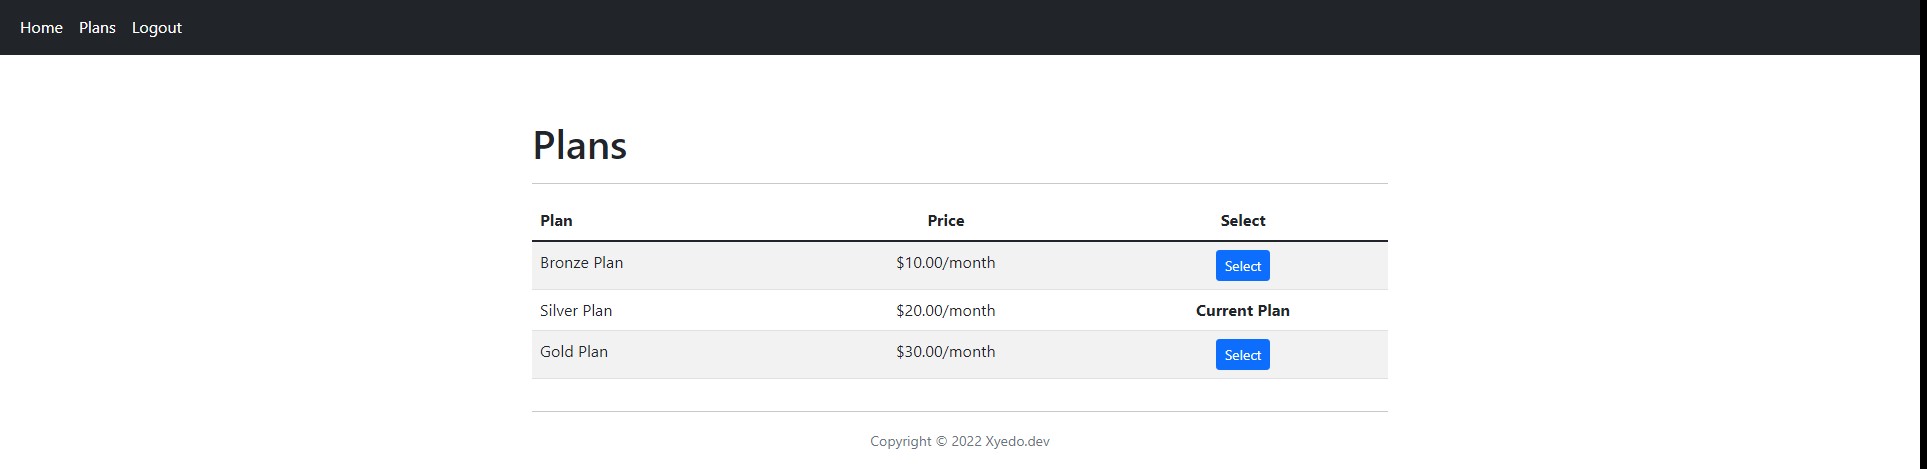 Home Plans Logout
Plans
Plan Price Select
Bronze Plan $10.00/month Select
Silver Plan $20.00/month Current Plan
Gold Plan $30.00/month Select
Copyright © 2022 Xyedo.dev